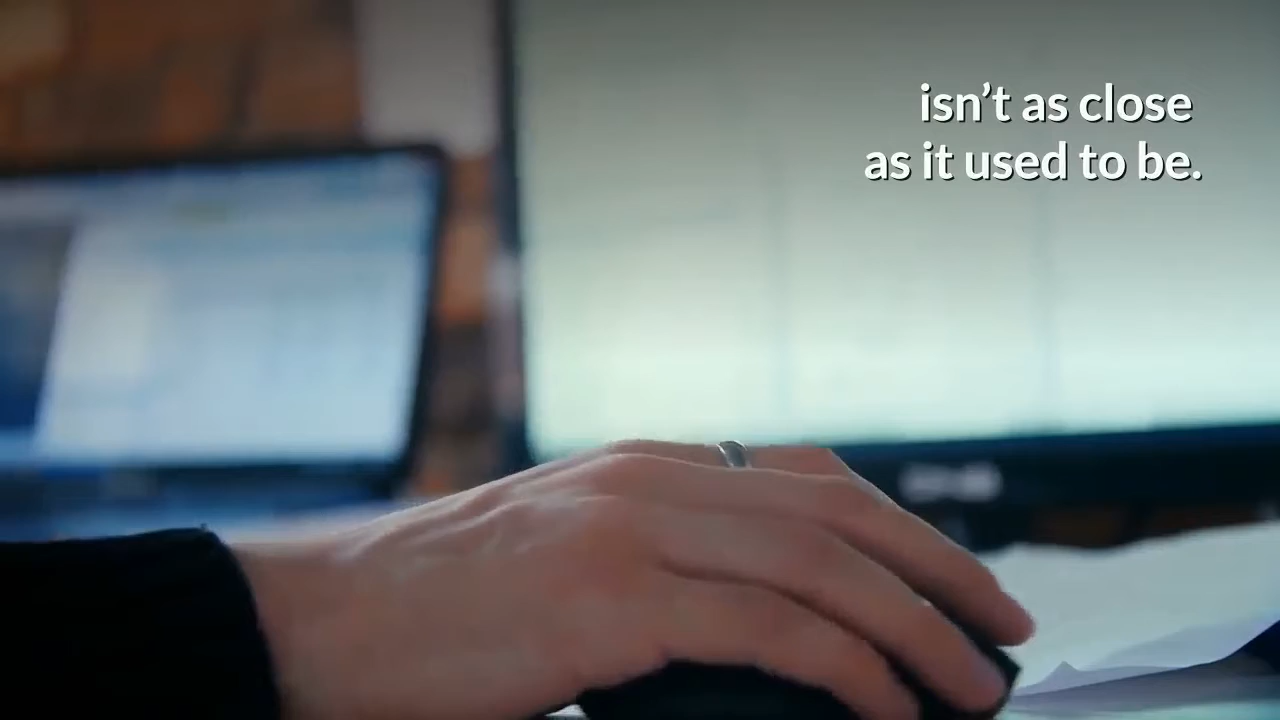 isn’t as close
as it used to be.